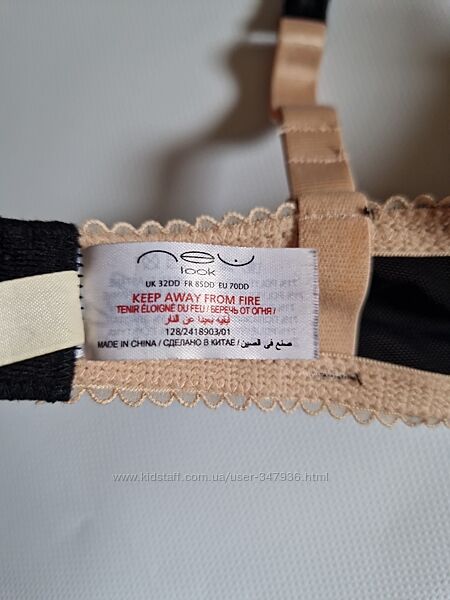 new
look
UK 32DD FR 85DD EU 70DD
KEEP AWAY FROM FIRE
TENIR ÉLOIGNÉ DU FEU / БЕРЕЧЬ ОТ ОГНЯ /
أبقيه بعيدا عن النار
128/2418903/01
MADE IN CHINA / СДЕЛАНО В КИТАЕ / صنع في الصين
www.kidstaff.com.ua/user-347936.html